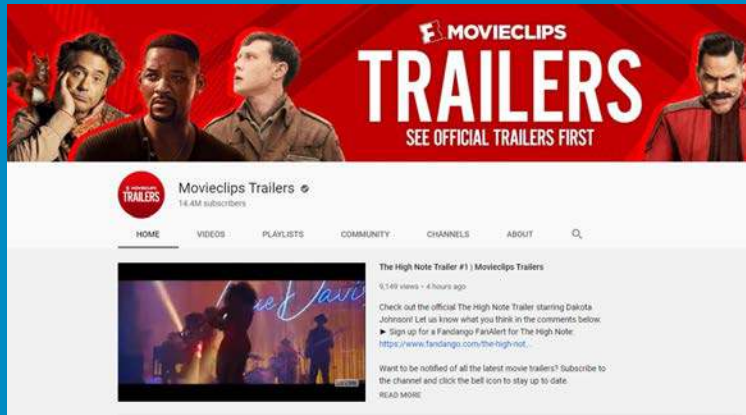 MOVIECLIPS
TRAILERS
SEE OFFICIAL TRAILERS FIRST
MOVIECLIPS
TRAILERS
Movieclips Trailers
14.4M subscribers
HOME VIDEOS PLAYLISTS COMMUNITY CHANNELS ABOUT
The High Note Trailer #1 | Movieclips Trailers
9,149 views • 4 hours ago
Check out the official The High Note Trailer starring Dakota
Johnson! Let us know what you think in the comments below.
► Sign up for a Fandango FanAlert for The High Note:
https://www.fandango.com/the-high-not...
Want to be notified of all the latest movie trailers? Subscribe to
the channel and click the bell icon to stay up to date.
READ MORE